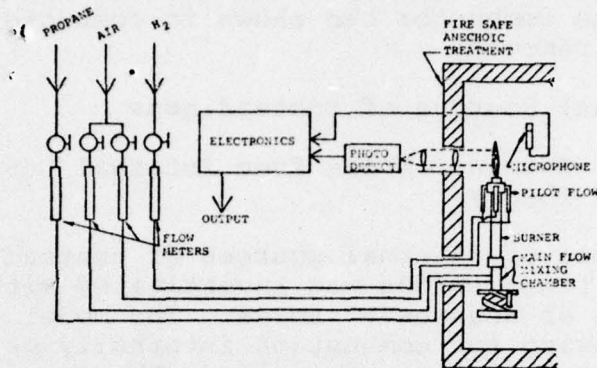 PROPANE
AIR
H2
FIRE SAFE
ANECHOIC
TREATMENT
ELECTRONICS
PHOTO
DETECT
MICROPHONE
PILOT FLOW
OUTPUT
FLOW
METERS
BURNER
MAIN FLOW
MIXING
CHAMBER